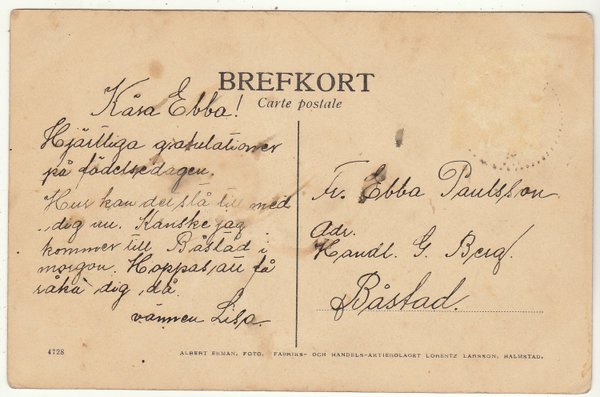 BREFKORT
Carte postale
Kära Ebba!
Hjärtliga gratulationer
på födelsedagen.
Hur kan det stå till med
dig nu. Kanske jag
kommer till Båstad i
morgon. Hoppas att få
råka dig då.
vännen Lisa.
Fr. Ebba Paulsson
Adr.
Handl. G. Berg.
Båstad.
4728
ALBERT ERMAN, FOTO. FABRIKS- OCH HANDELS-AKTIEBOLAGET LORENTZ LARSSON, HALMSTAD.